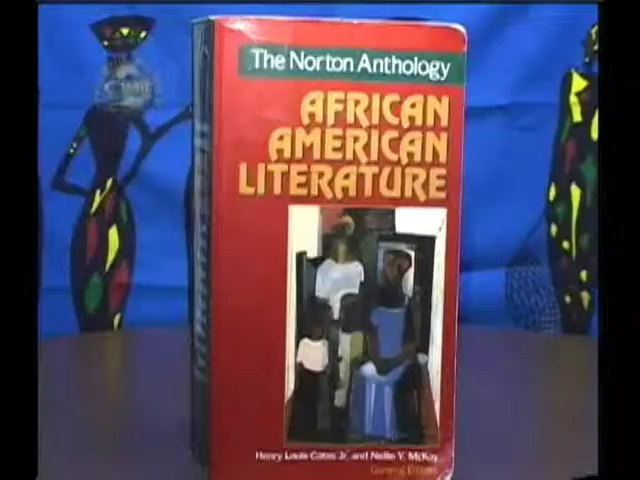 The Norton Anthology
AFRICAN
AMERICAN
LITERATURE
Henry Louis Gates Jr. and Nellie Y. McKay
General Editors